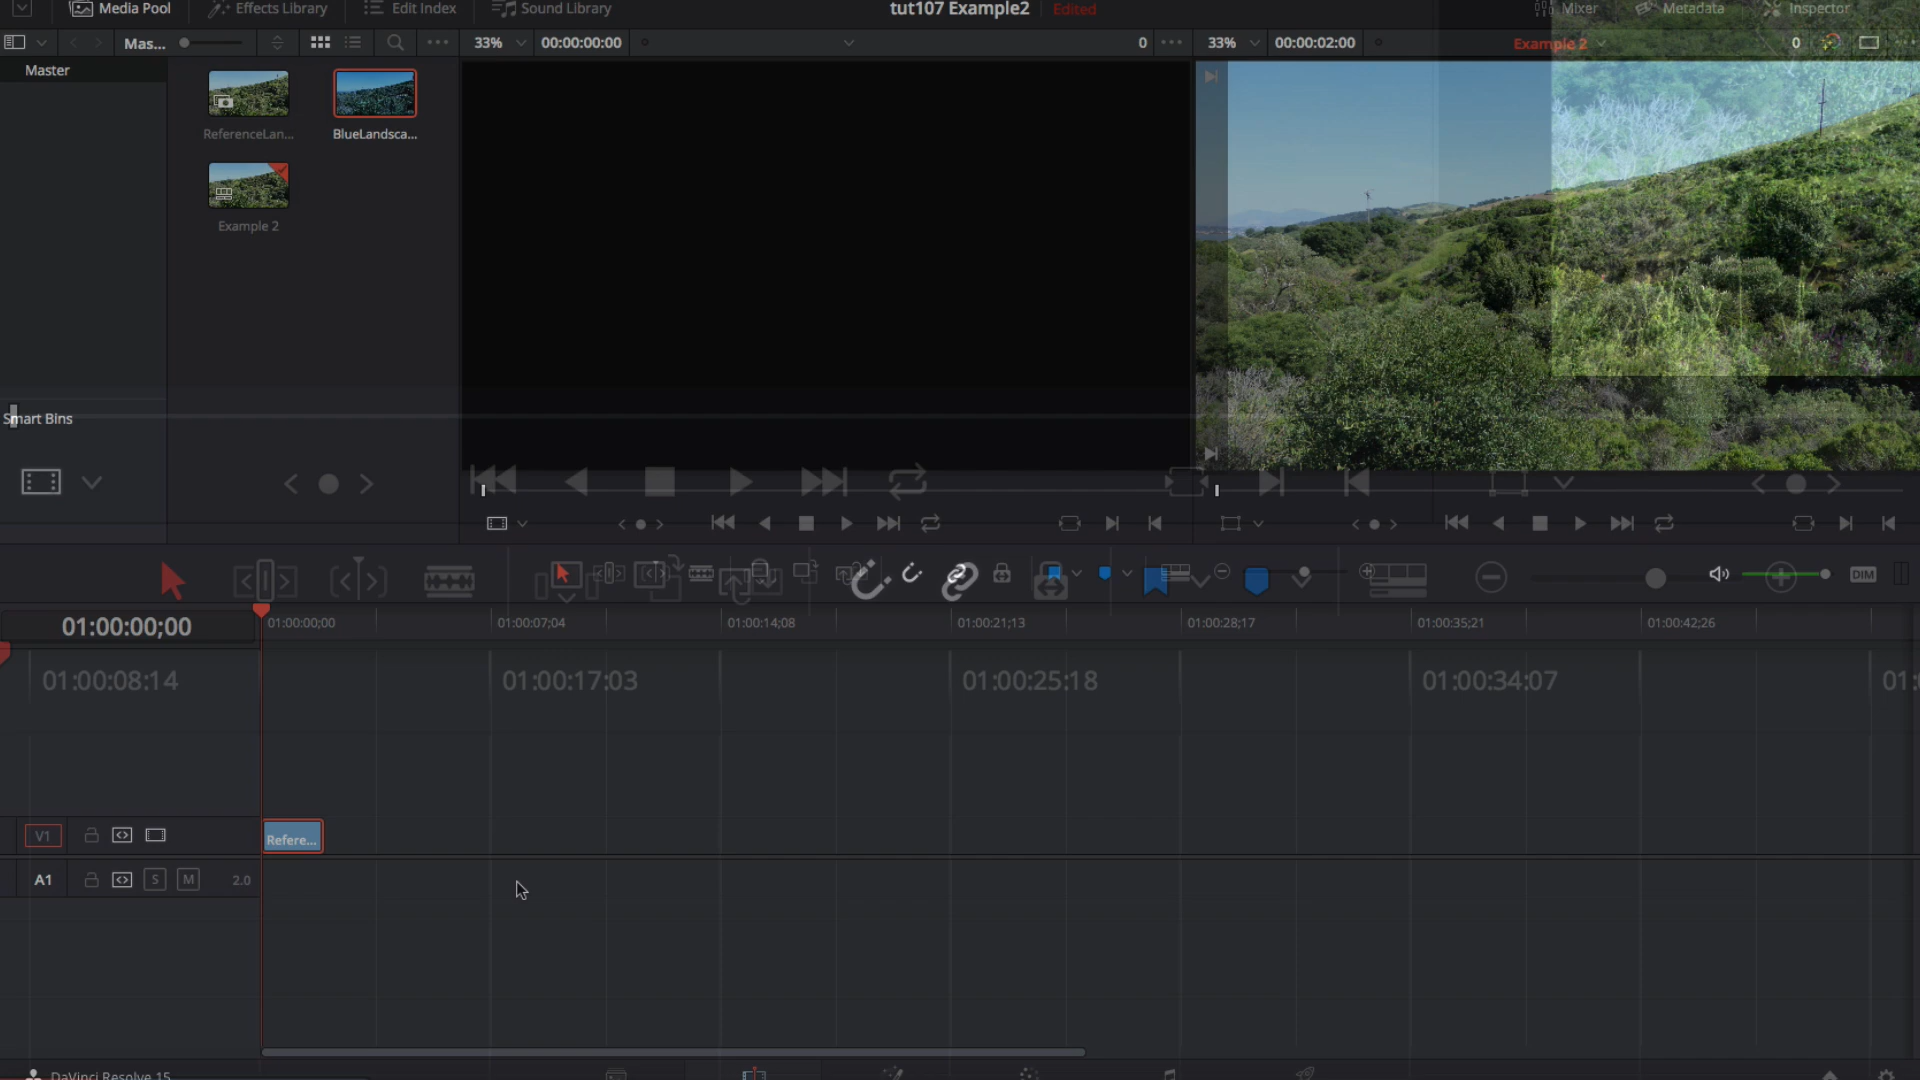 Media Pool
Effects Library
Edit Index
Sound Library
tut107 Example2
Edited
Mixer
Metadata
Inspector
Mas...
33%
00:00:00:00
0
33%
00:00:02:00
Example 2
0
Master
ReferenceLan...
BlueLandsca...
Example 2
Smart Bins
DIM
01:00:00;00
01:00:00;00
01:00:07;04
01:00:14;08
01:00:21;13
01:00:28;17
01:00:35;21
01:00:42;26
01:00:08:14
01:00:17:03
01:00:25:18
01:00:34:07
01:
V1
Refere...
A1
S
M
2.0
DaVinci Resolve 15